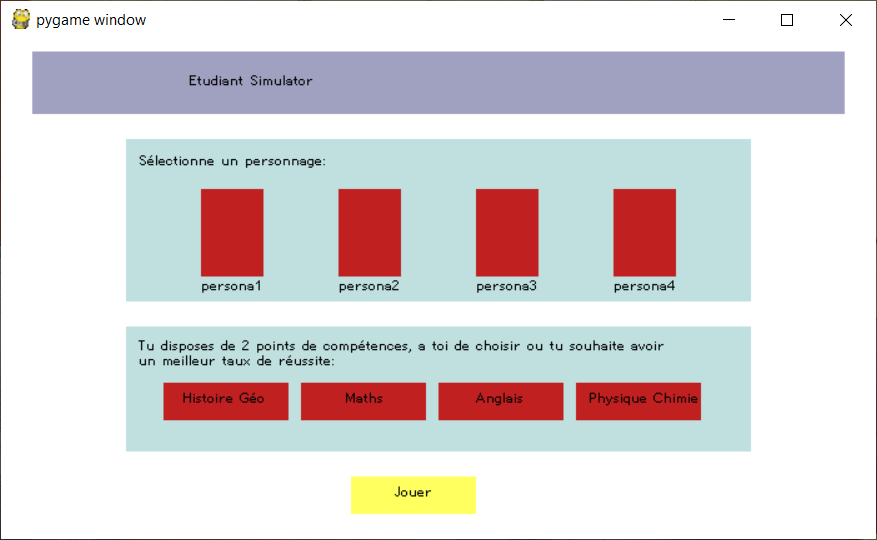 pygame window
Etudiant Simulator
Sélectionne un personnage:
persona1 persona2 persona3 persona4
Tu disposes de 2 points de compétences, a toi de choisir ou tu souhaite avoir
un meilleur taux de réussite:
Histoire Géo Maths Anglais Physique Chimie
Jouer